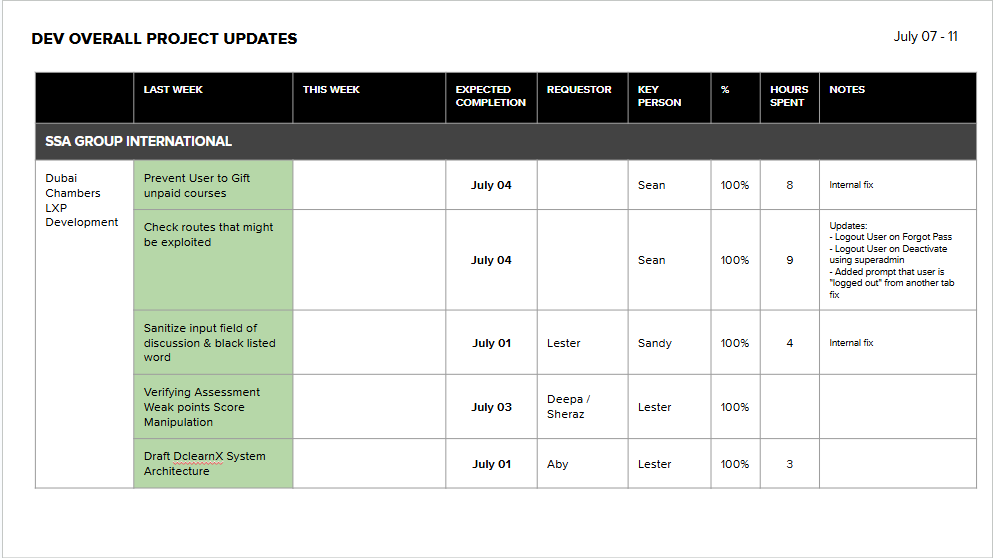 DEV OVERALL PROJECT UPDATES
July 07 - 11
LAST WEEK
THIS WEEK
EXPECTED
COMPLETION
REQUESTOR
KEY
PERSON
%
HOURS
SPENT
NOTES
SSA GROUP INTERNATIONAL
Dubai
Chambers
LXP
Development
Prevent User to Gift
unpaid courses
July 04
Sean
100%
8
Internal fix
Check routes that might
be exploited
July 04
Sean
100%
9
Updates:
- Logout User on Forgot Pass
- Logout User on Deactivate
using superadmin
- Added prompt that user is
"logged out" from another tab
fix
Sanitize input field of
discussion & black listed
word
July 01
Lester
Sandy
100%
4
Internal fix
Verifying Assessment
Weak points Score
Manipulation
July 03
Deepa /
Sheraz
Lester
100%
Draft DclearnX System
Architecture
July 01
Aby
Lester
100%
3